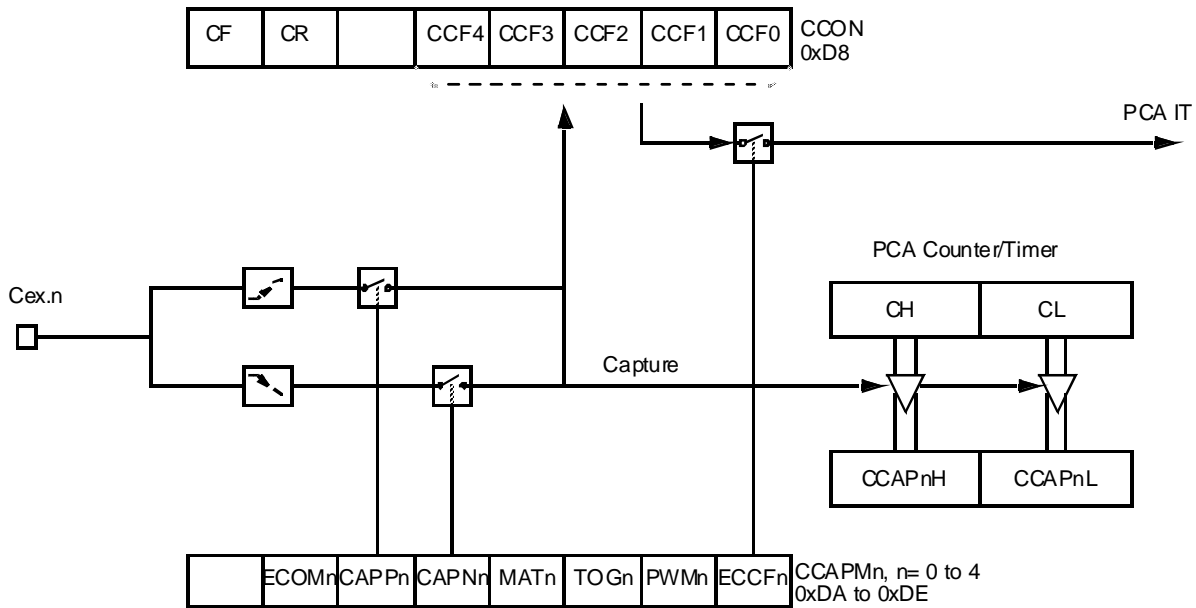 CF CR CCF4 CCF3 CCF2 CCF1 CCF0
CCON
0xD8
PCA IT
PCA Counter/Timer
Cex.n
CH CL
Capture
CCAPnH CCAPnL
ECOMn CAPPn CAPNn MATn TOGn PWMn ECCFn
CCAPMn, n= 0 to 4
0xDA to 0xDE